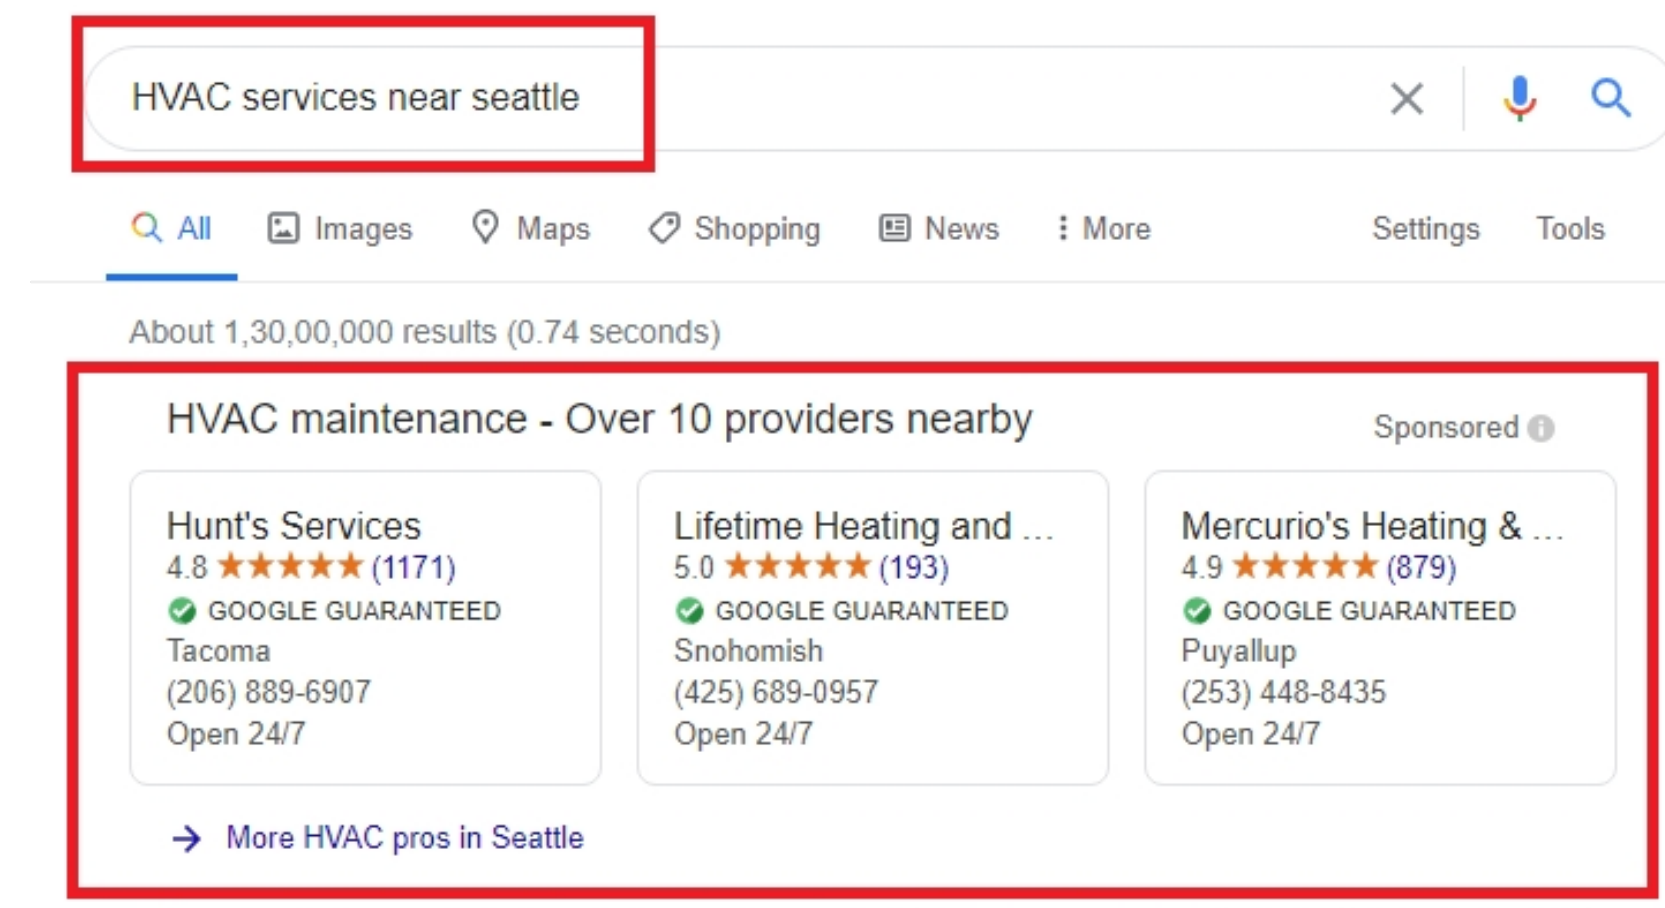 HVAC services near seattle
All Images Maps Shopping News More Settings Tools
About 1,30,00,000 results (0.74 seconds)
HVAC maintenance - Over 10 providers nearby
Sponsored
Hunt's Services
4.8 (1171)
GOOGLE GUARANTEED
Tacoma
(206) 889-6907
Open 24/7
Lifetime Heating and ...
5.0 (193)
GOOGLE GUARANTEED
Snohomish
(425) 689-0957
Open 24/7
Mercurio's Heating & ...
4.9 (879)
GOOGLE GUARANTEED
Puyallup
(253) 448-8435
Open 24/7
More HVAC pros in Seattle